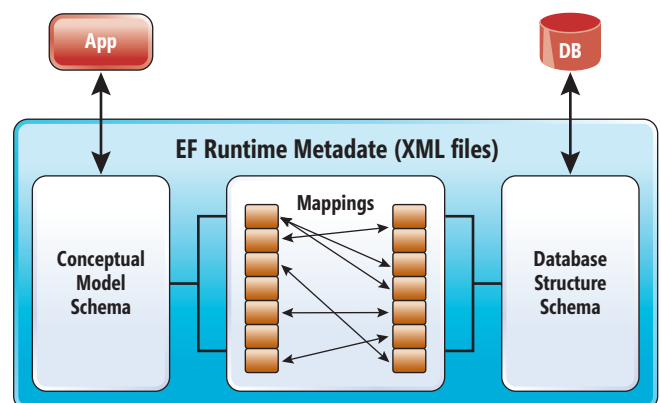 App
DB
EF Runtime Metadate (XML files)
Conceptual
Model
Schema
Mappings
Database
Structure
Schema